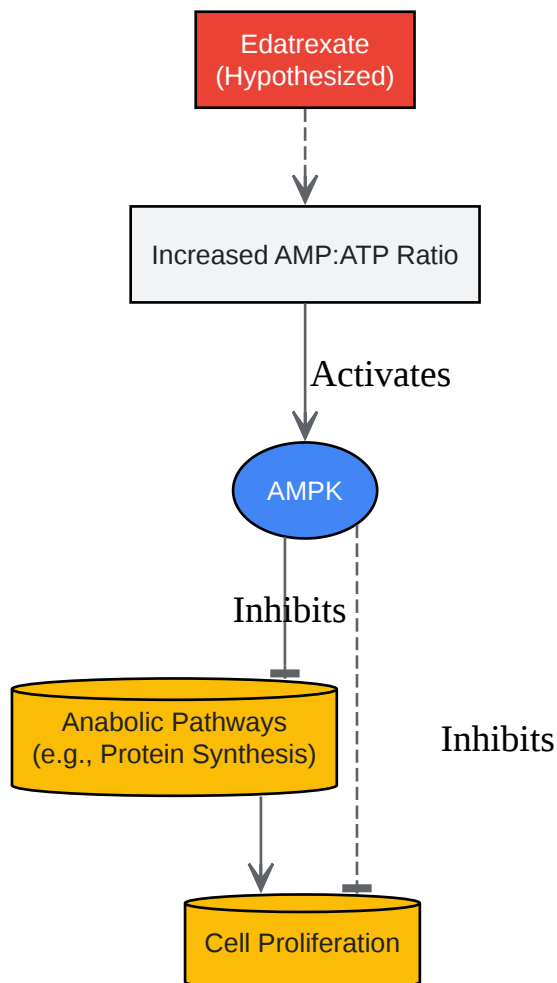 Edatrexate
(Hypothesized)
Increased AMP:ATP Ratio
Activates
AMPK
Inhibits
Anabolic Pathways
(e.g., Protein Synthesis)
Inhibits
Cell Proliferation